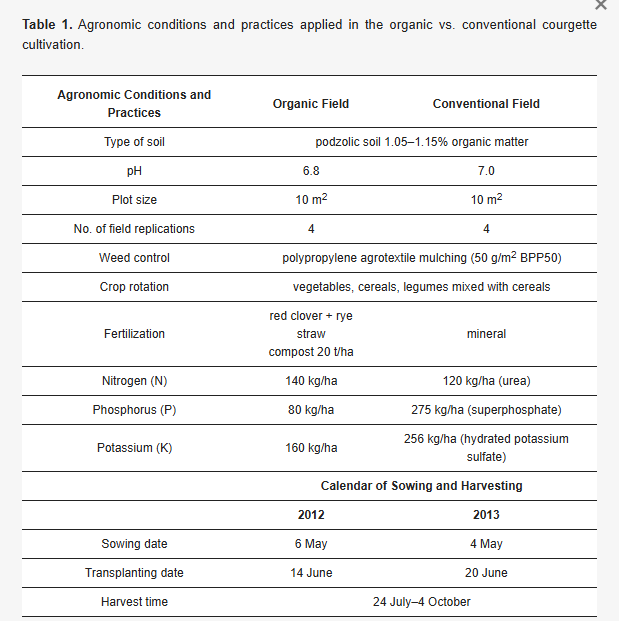 Table 1. Agronomic conditions and practices applied in the organic vs. conventional courgette
cultivation.
Agronomic Conditions and
Practices
Organic Field
Conventional Field
Type of soil
podzolic soil 1.05–1.15% organic matter
pH
6.8
7.0
Plot size
10 m²
10 m²
No. of field replications
4
4
Weed control
polypropylene agrotextile mulching (50 g/m² BPP50)
Crop rotation
vegetables, cereals, legumes mixed with cereals
Fertilization
red clover + rye
straw
compost 20 t/ha
mineral
Nitrogen (N)
140 kg/ha
120 kg/ha (urea)
Phosphorus (P)
80 kg/ha
275 kg/ha (superphosphate)
Potassium (K)
160 kg/ha
256 kg/ha (hydrated potassium
sulfate)
Calendar of Sowing and Harvesting
2012
2013
Sowing date
6 May
4 May
Transplanting date
14 June
20 June
Harvest time
24 July–4 October